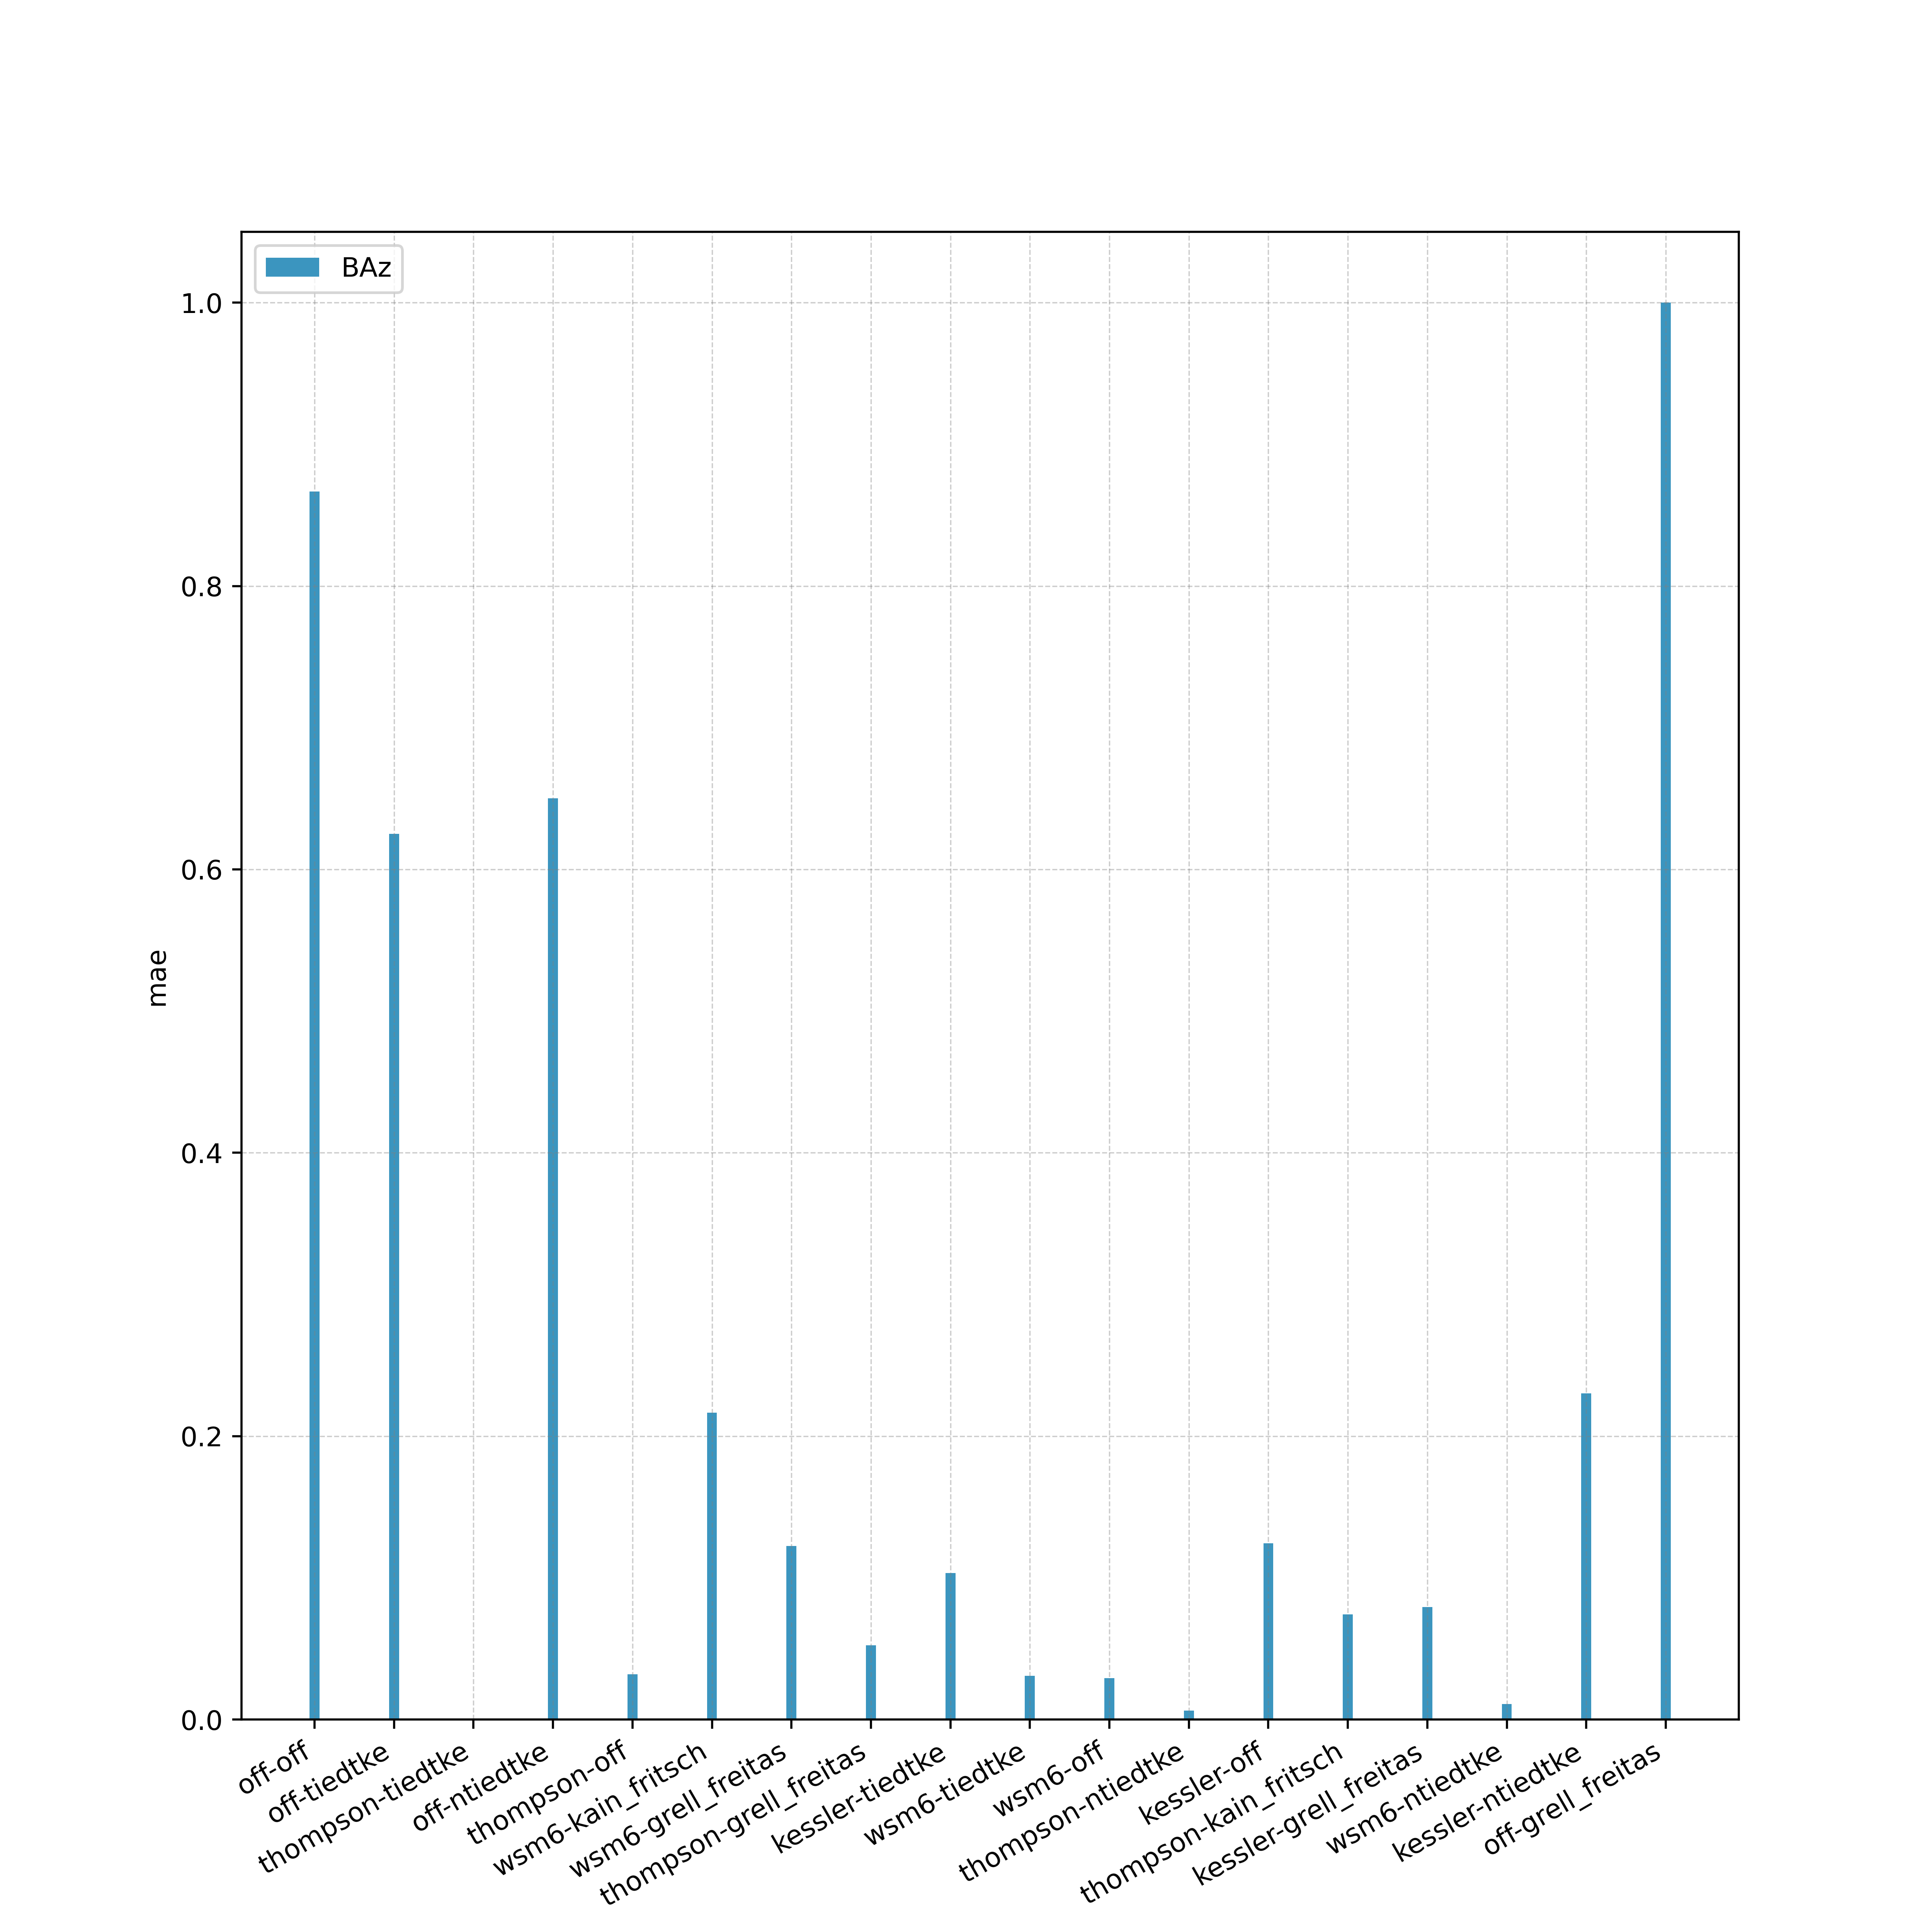 BAz
1.0
0.8
0.6
0.4
0.2
0.0
mae
off-off
off-tiedtke
thompson-tiedtke
off-ntiedtke
thompson-off
wsm6-kain_fritsch
wsm6-grell_freitas
thompson-grell_freitas
kessler-tiedtke
wsm6-tiedtke
wsm6-off
thompson-ntiedtke
kessler-off
thompson-kain_fritsch
kessler-grell_freitas
wsm6-ntiedtke
kessler-ntiedtke
off-grell_freitas